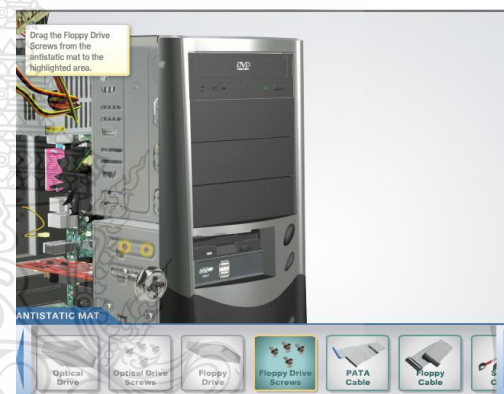 Drag the Floppy Drive
Screws from the
antistatic mat to the
highlighted area.
DVD
ANTISTATIC MAT
Optical
Drive
Optical Drive
Screws
Floppy
Drive
Floppy Drive
Screws
PATA
Cable
Floppy
Cable